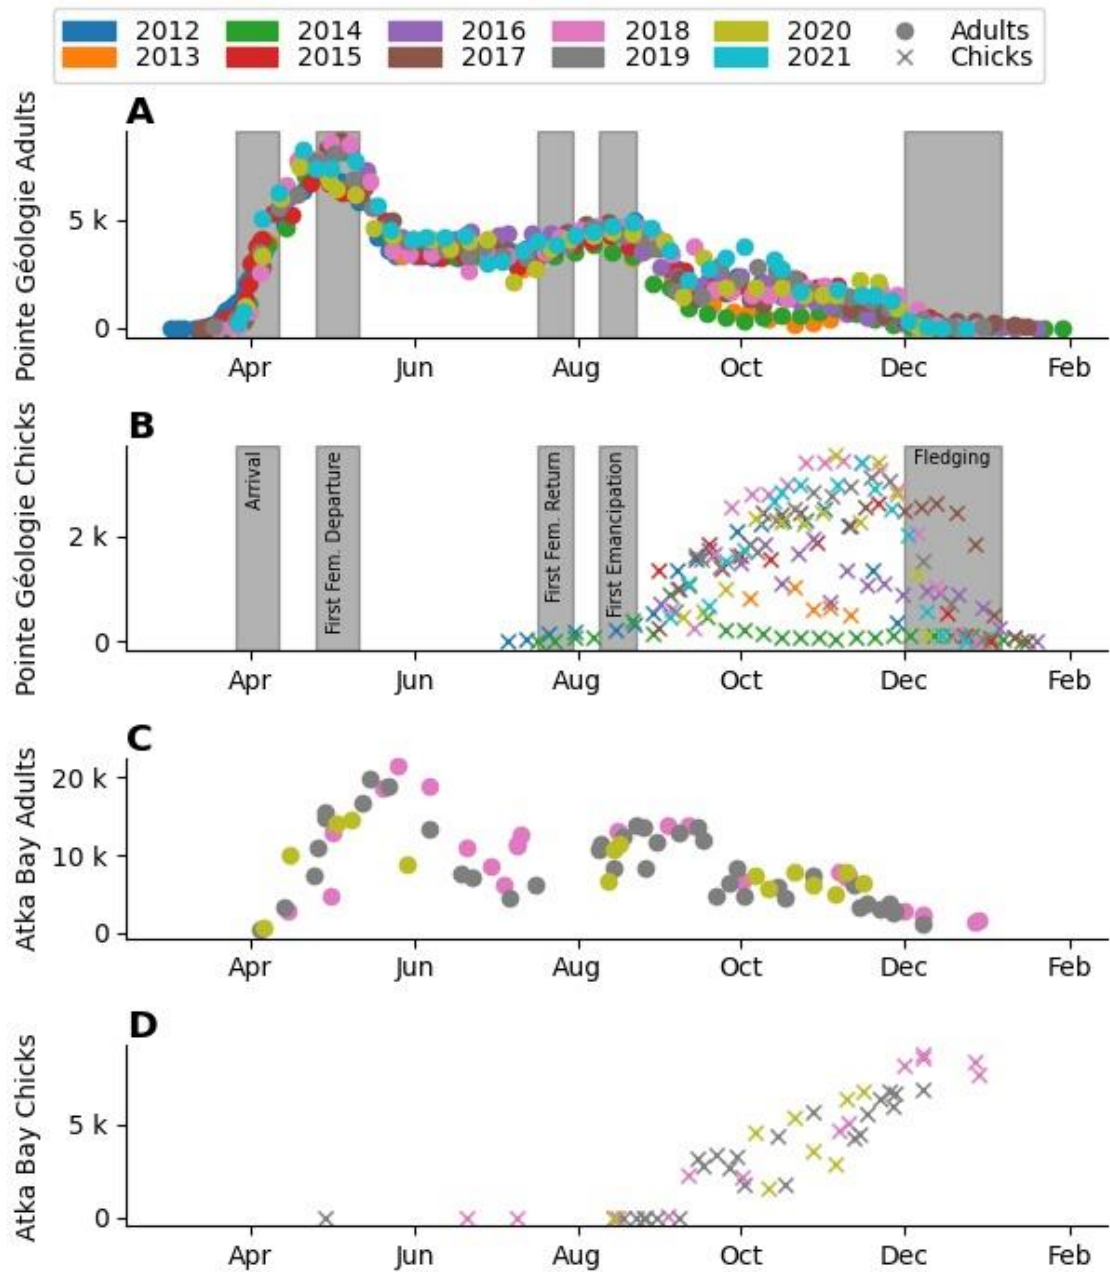 2012 2014 2016 2018 2020 Adults
2013 2015 2017 2019 2021 Chicks
A
Pointe Géologie Adults
5 k
0
Apr Jun Aug Oct Dec Feb
B
Pointe Géologie Chicks
2 k
0
Arrival
First Fem. Departure
First Fem. Return
First Emancipation
Fledging
Apr Jun Aug Oct Dec Feb
C
Atka Bay Adults
20 k
10 k
0
Apr Jun Aug Oct Dec Feb
D
Atka Bay Chicks
5 k
0
Apr Jun Aug Oct Dec Feb